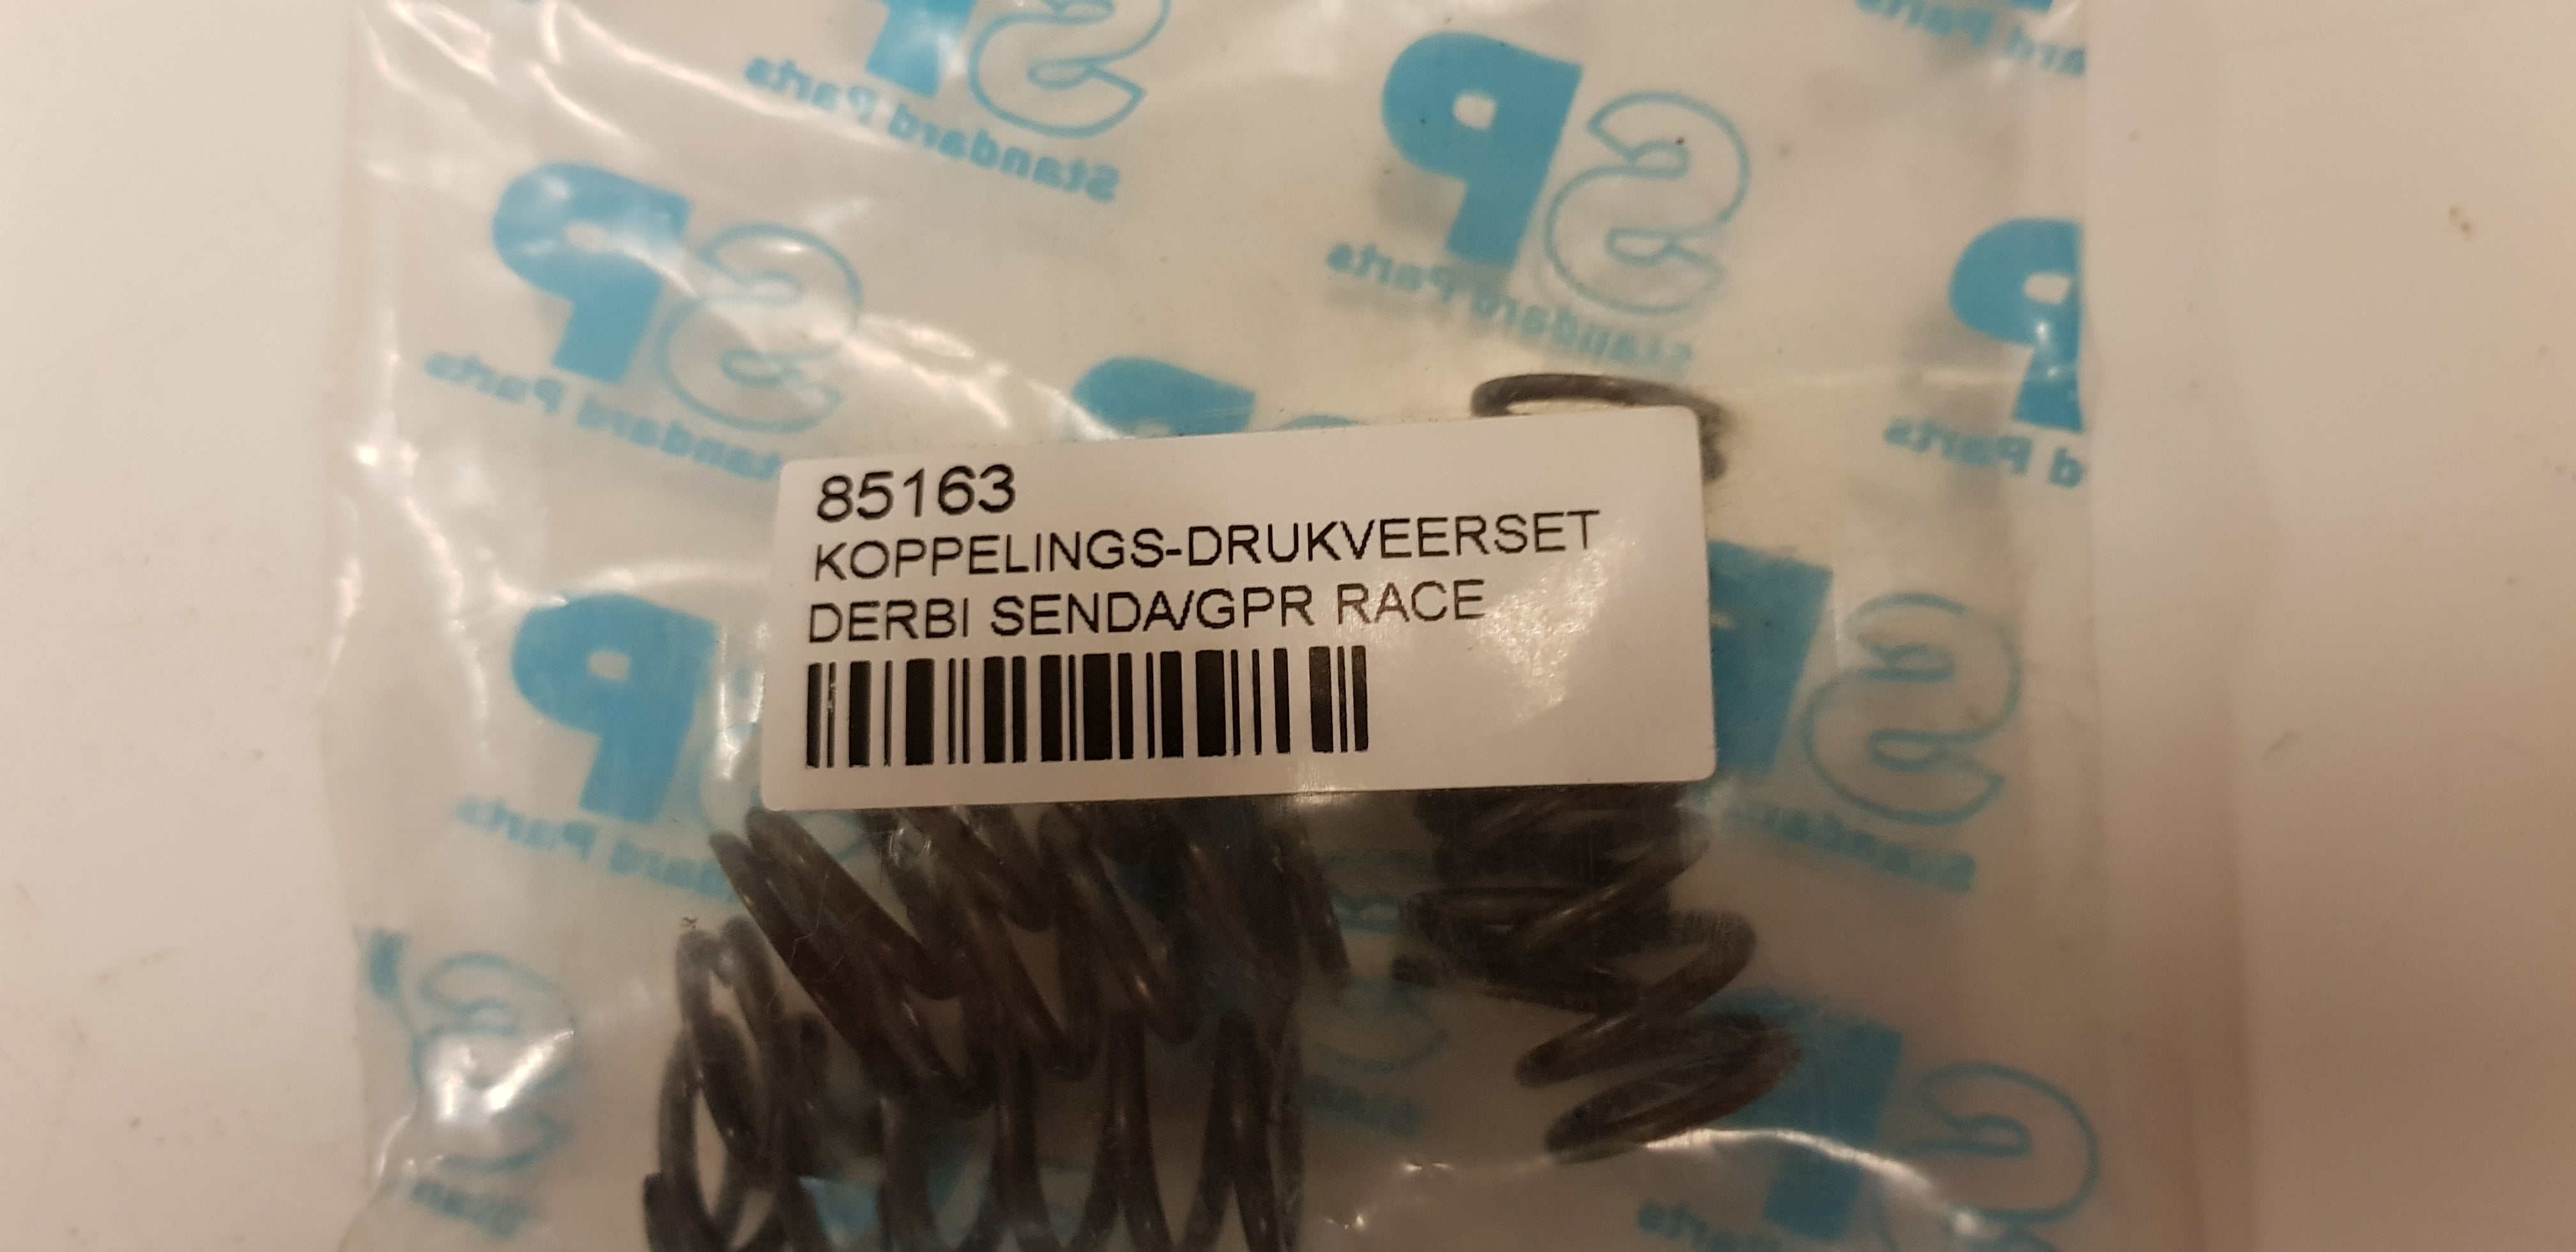 SP
Standard Parts
SP
Standard Parts
SP
Standard Parts
85163
KOPPELINGS-DRUKVEERSET
DERBI SENDA/GPR RACE